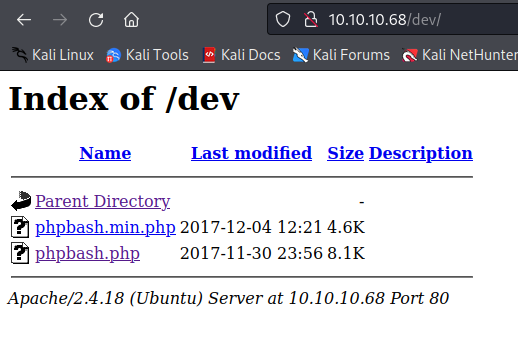 10.10.10.68/dev/
Kali Linux Kali Tools Kali Docs Kali Forums Kali NetHunter
Index of /dev
Name Last modified Size Description
Parent Directory -
phpbash.min.php 2017-12-04 12:21 4.6K
phpbash.php 2017-11-30 23:56 8.1K
Apache/2.4.18 (Ubuntu) Server at 10.10.10.68 Port 80